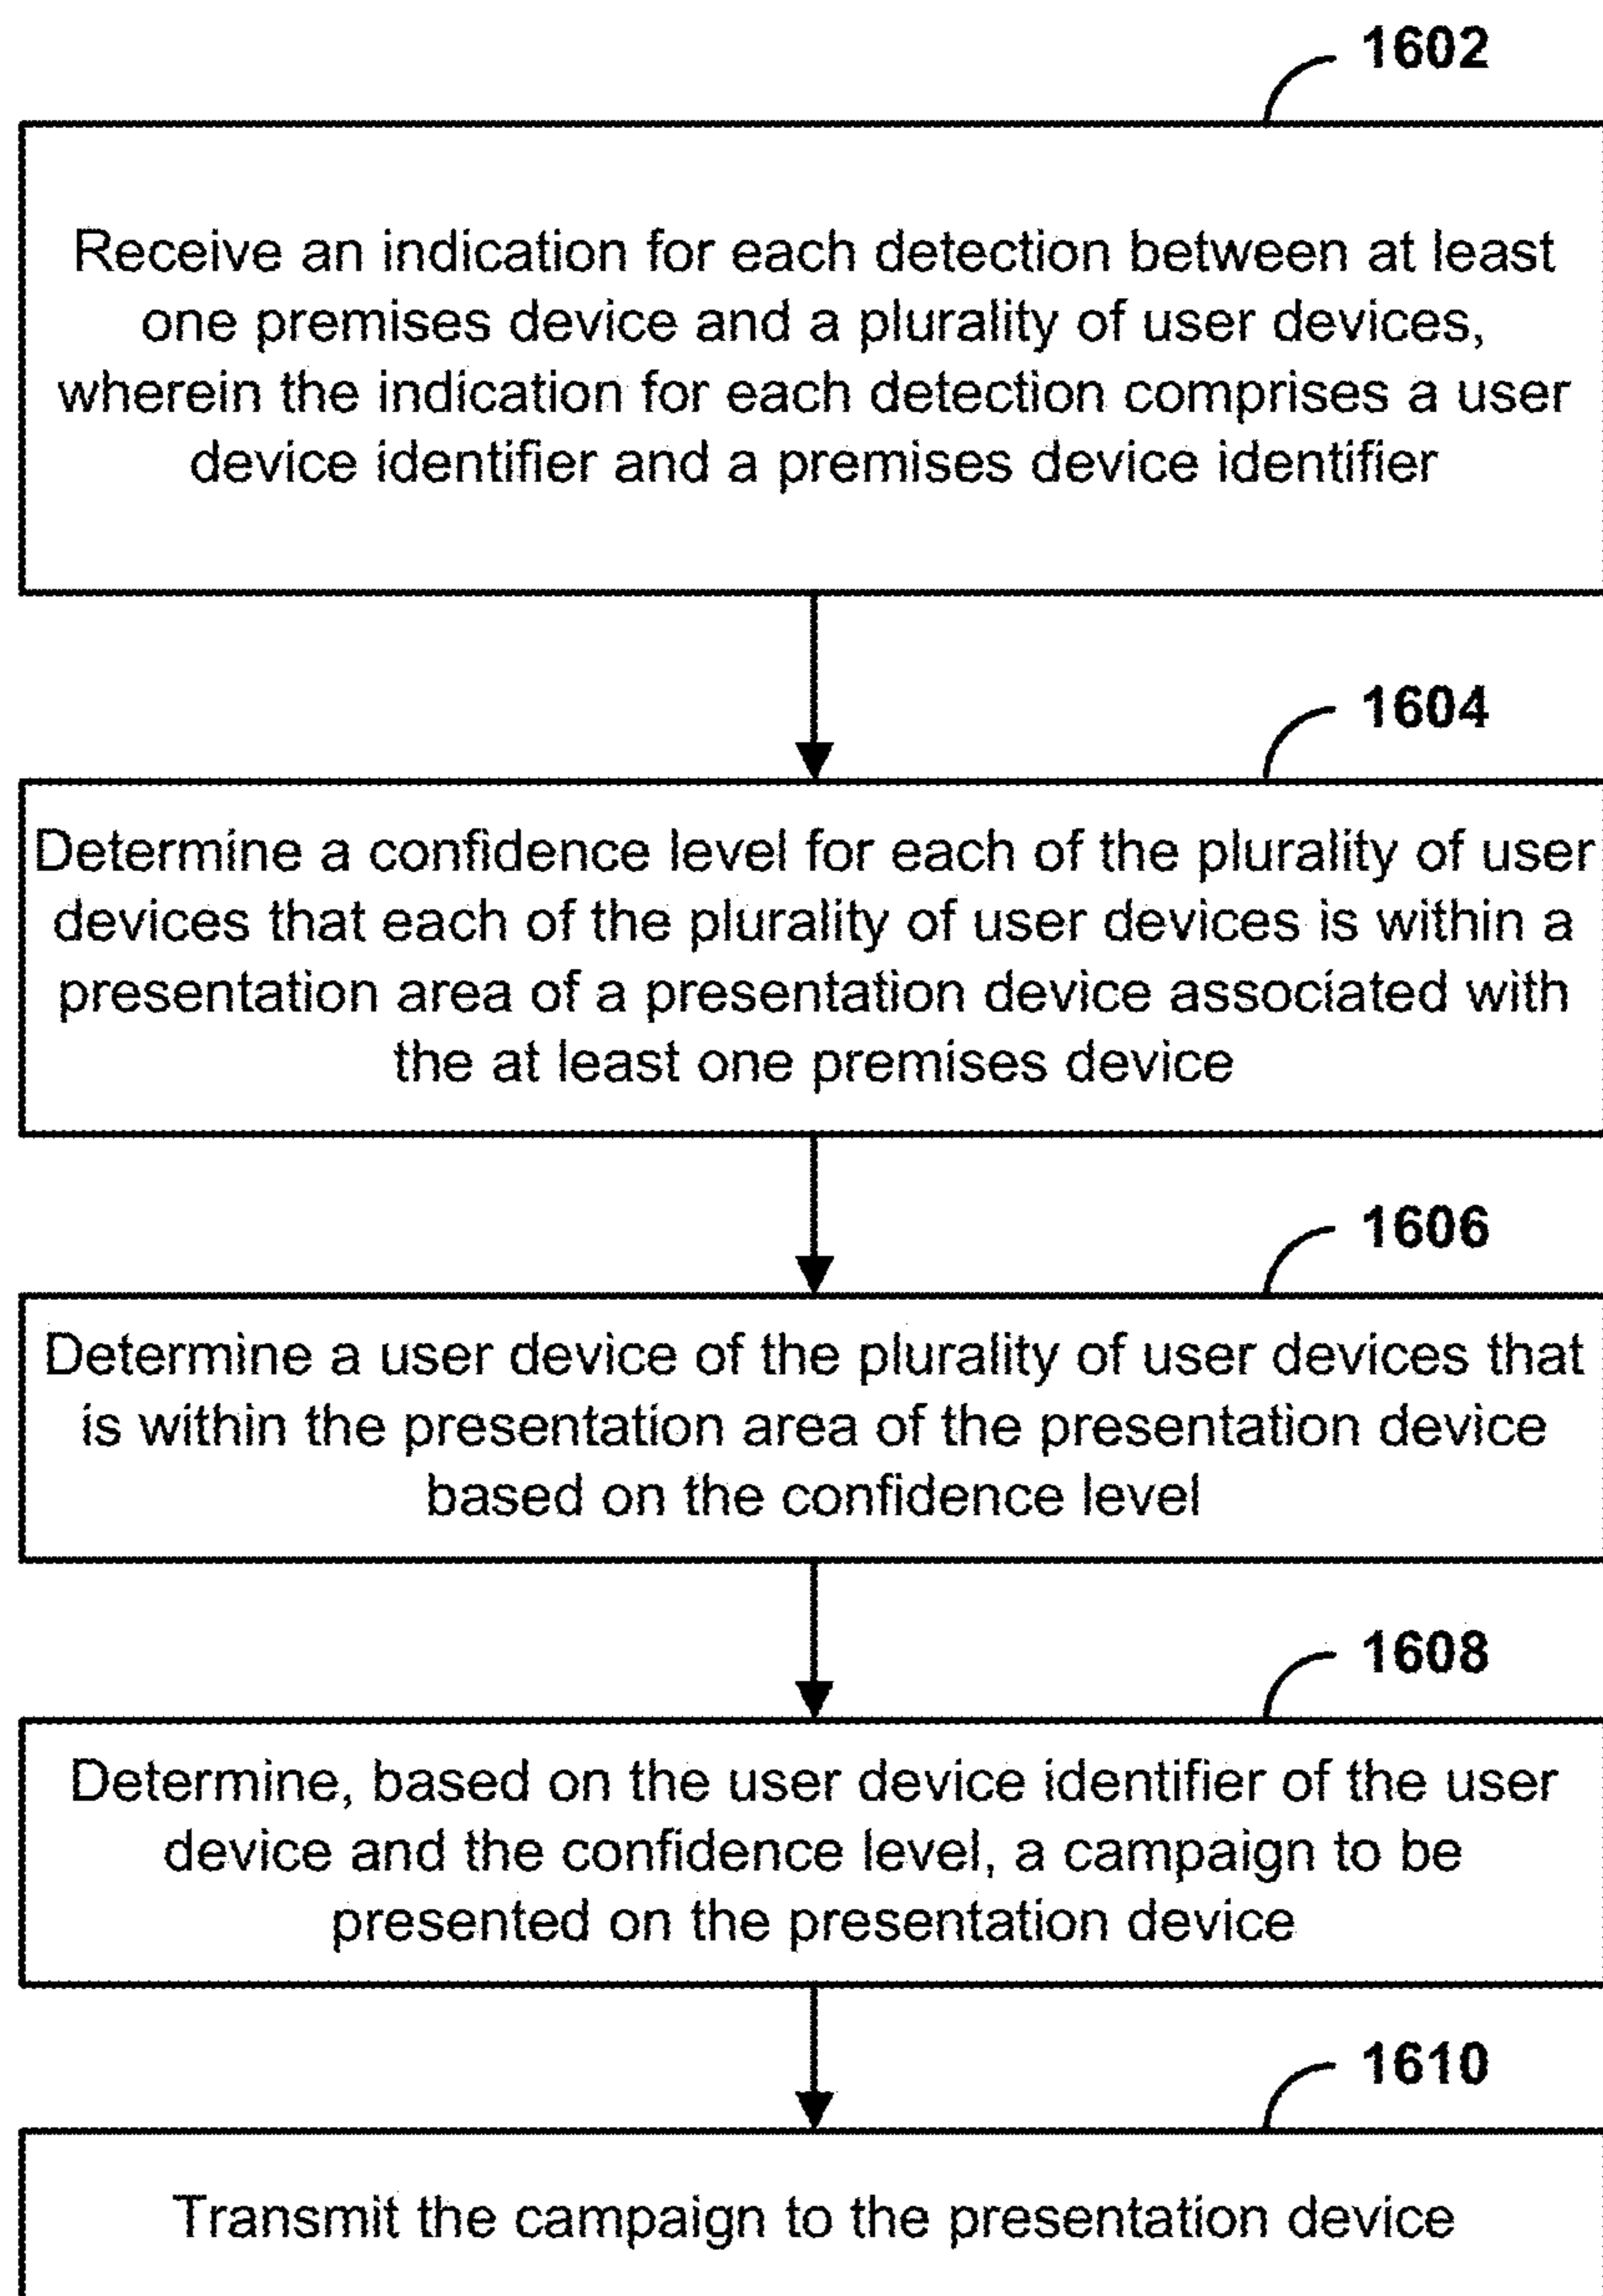 1602
Receive an indication for each detection between at least
one premises device and a plurality of user devices,
wherein the indication for each detection comprises a user
device identifier and a premises device identifier
1604
Determine a confidence level for each of the plurality of user
devices that each of the plurality of user devices is within a
presentation area of a presentation device associated with
the at least one premises device
1606
Determine a user device of the plurality of user devices that
is within the presentation area of the presentation device
based on the confidence level
1608
Determine, based on the user device identifier of the user
device and the confidence level, a campaign to be
presented on the presentation device
1610
Transmit the campaign to the presentation device